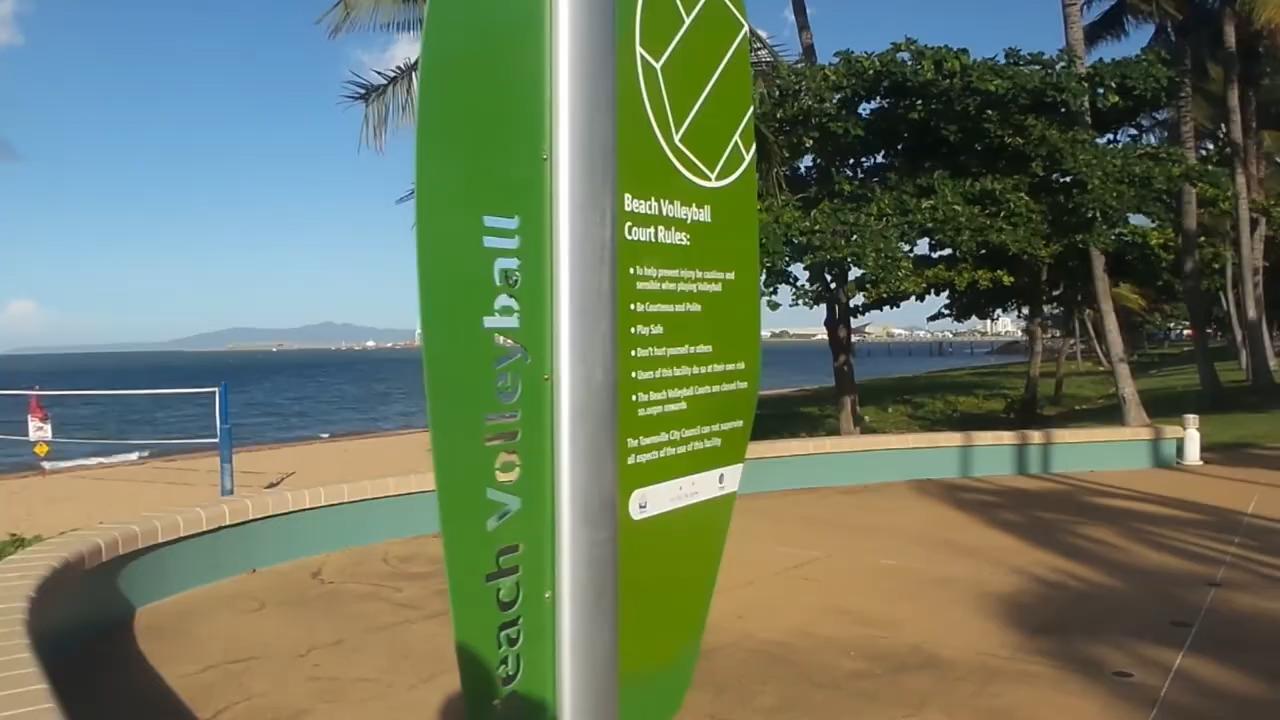 Beach Volleyball
Beach Volleyball
Court Rules:
• To help prevent injury be cautious and
sensible when playing Volleyball
• Be Courteous and Polite
• Play Safe
• Don't hurt yourself or others
• Users of this facility do so at their own risk
• The Beach Volleyball Courts are closed from
10.00pm onwards
The Townsville City Council can not supervise
all aspects of the use of this facility